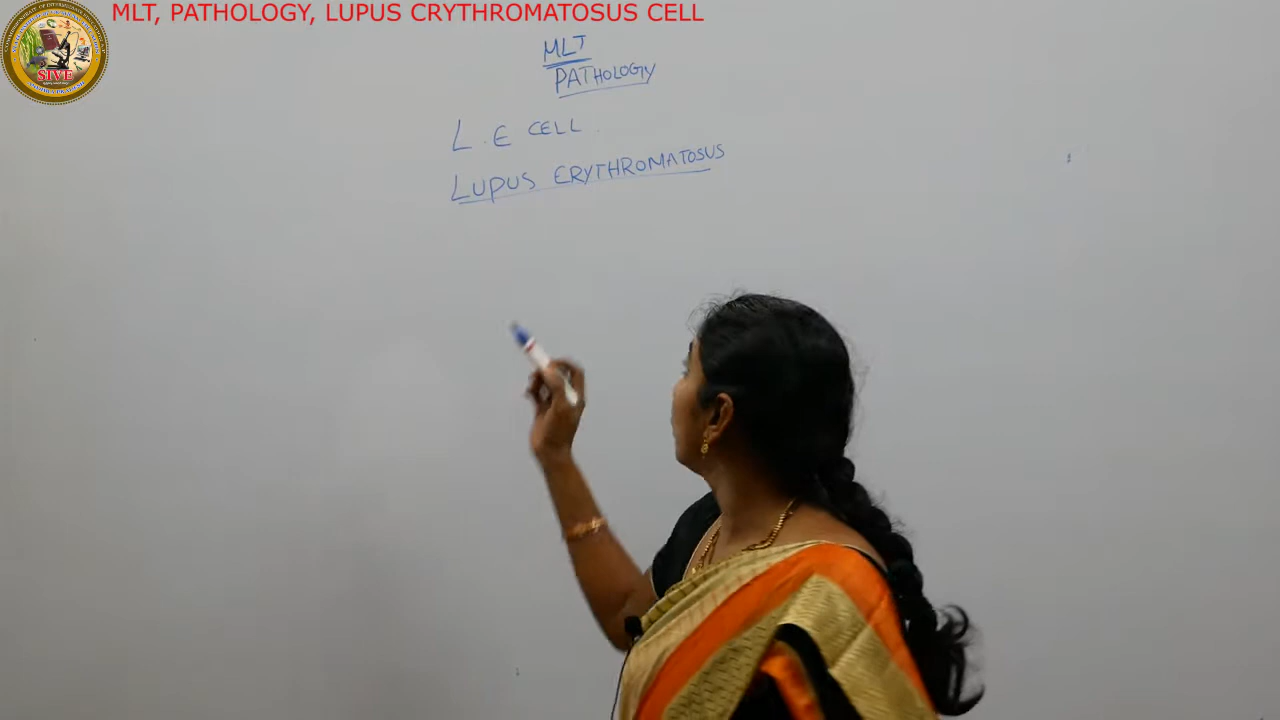 MLT, PATHOLOGY, LUPUS CRYTHROMATOSUS CELL
SIVE
MLT
PATHOLOGY
L.E CELL
LUPUS ERYTHROMATOSUS